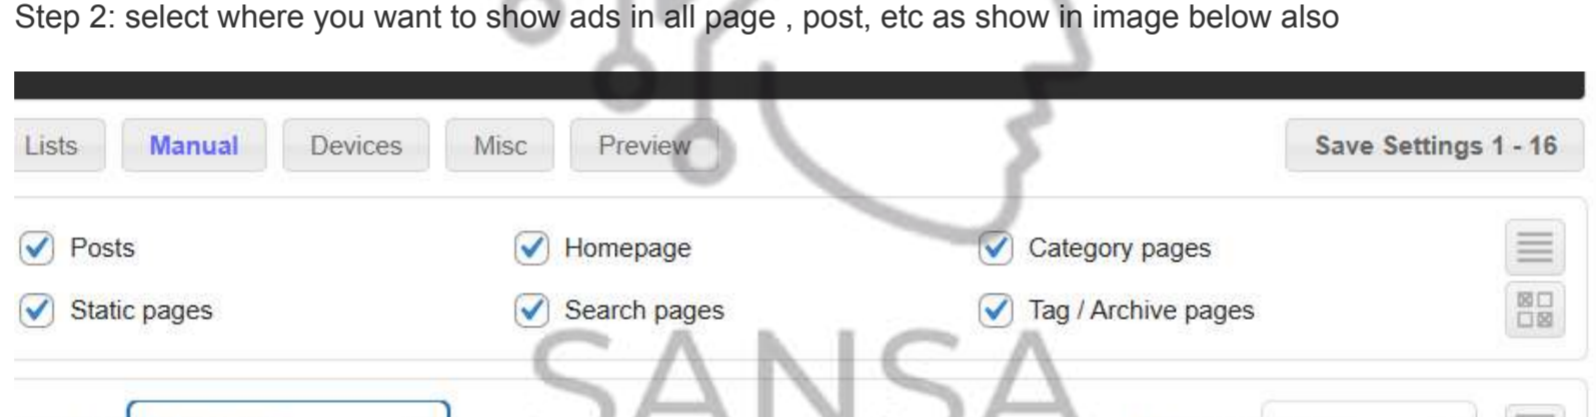 Step 2: select where you want to show ads in all page , post, etc as show in image below also
Lists Manual Devices Misc Preview Save Settings 1 - 16
Posts Homepage Category pages
Static pages Search pages Tag / Archive pages
SANSA